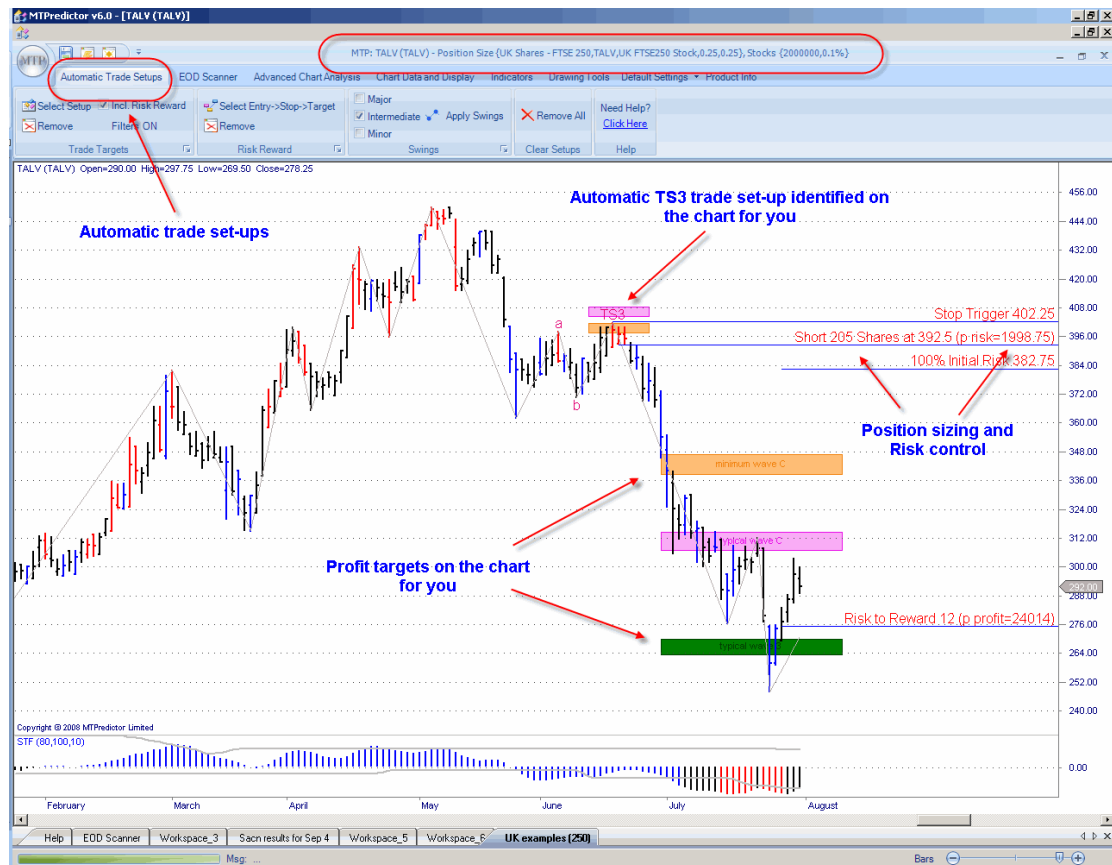 MTPredictor v6.0 - [TALV (TALV)]
MTP
MTP: TALV (TALV) - Position Size {UK Shares - FTSE 250,TALV,UK FTSE250 Stock,0.25,0.25}, Stocks {2000000,0.1%}
Automatic Trade Setups EOD Scanner Advanced Chart Analysis Chart Data and Display Indicators Drawing Tools Default Settings Product Info
Select Setup Incl. Risk Reward Select Entry->Stop->Target Major
Intermediate Apply Swings Remove All Need Help?
Click Here
Remove Filters ON Remove Minor
Trade Targets Risk Reward Swings Clear Setups Help
TALV (TALV) Open=290.00 High=297.75 Low=269.50 Close=278.25
Automatic TS3 trade set-up identified on
the chart for you
Automatic trade set-ups
TS3
a
b
Stop Trigger 402.25
Short 205 Shares at 392.5 (p risk=1998.75)
100% Initial Risk 382.75
Position sizing and
Risk control
minimum wave C
typical wave C
Profit targets on the chart
for you
Risk to Reward 12 (p profit=24014)
456.00
444.00
432.00
420.00
408.00
396.00
384.00
372.00
360.00
348.00
336.00
324.00
312.00
300.00
292.00
288.00
276.00
264.00
252.00
240.00
Copyright © 2008 MTPredictor Limited
STF (80,100,10)
0.00
February March April May June July August
Help EOD Scanner Workspace_3 Sacn results for Sep 4 Workspace_5 Workspace_6 UK examples (250)
Msg: ... Bars